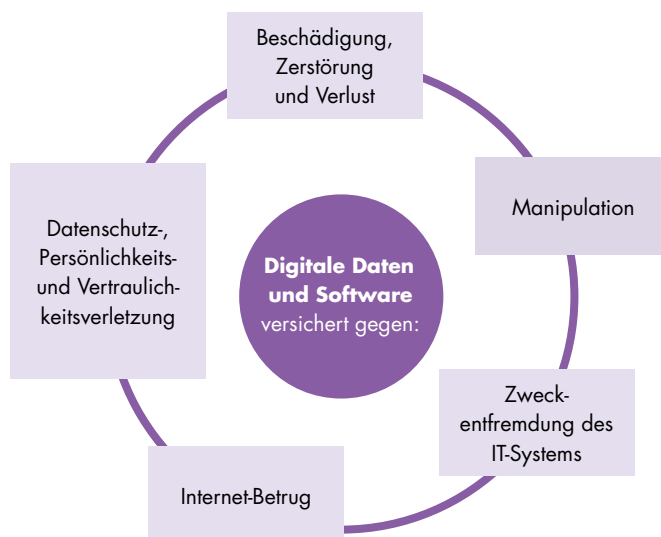 Beschädigung,
Zerstörung
und Verlust
Manipulation
Zweck-
entfremdung des
IT-Systems
Internet-Betrug
Datenschutz-,
Persönlichkeits-
und Vertraulich-
keitsverletzung
Digitale Daten
und Software
versichert gegen: